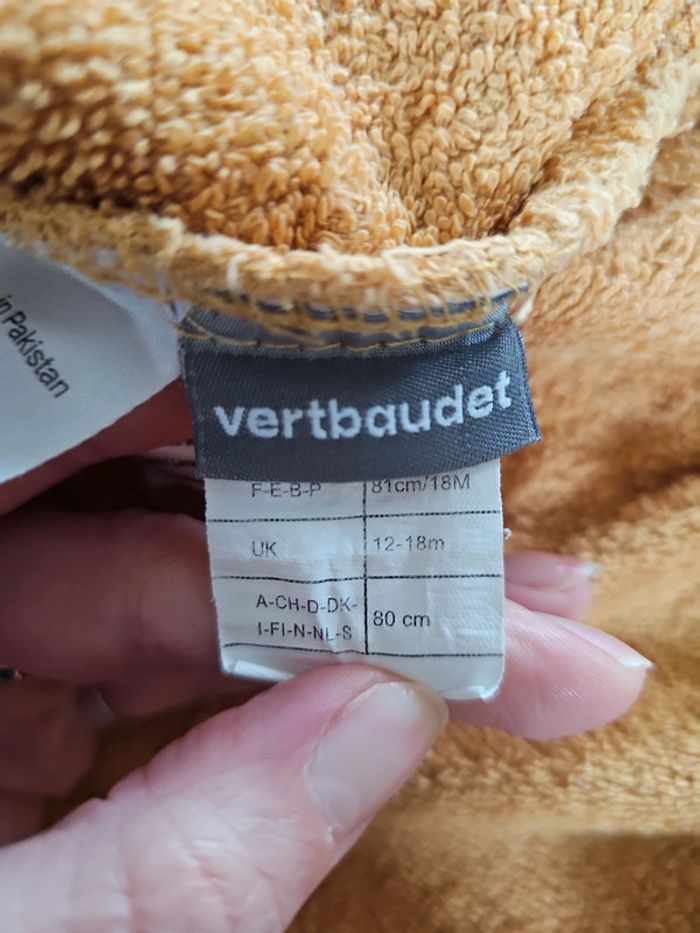 in Pakistan
vertbaudet
F-E-B-P 81cm/18M
UK 12-18m
A-CH-D-DK-
I-FI-N-NL-S 80 cm